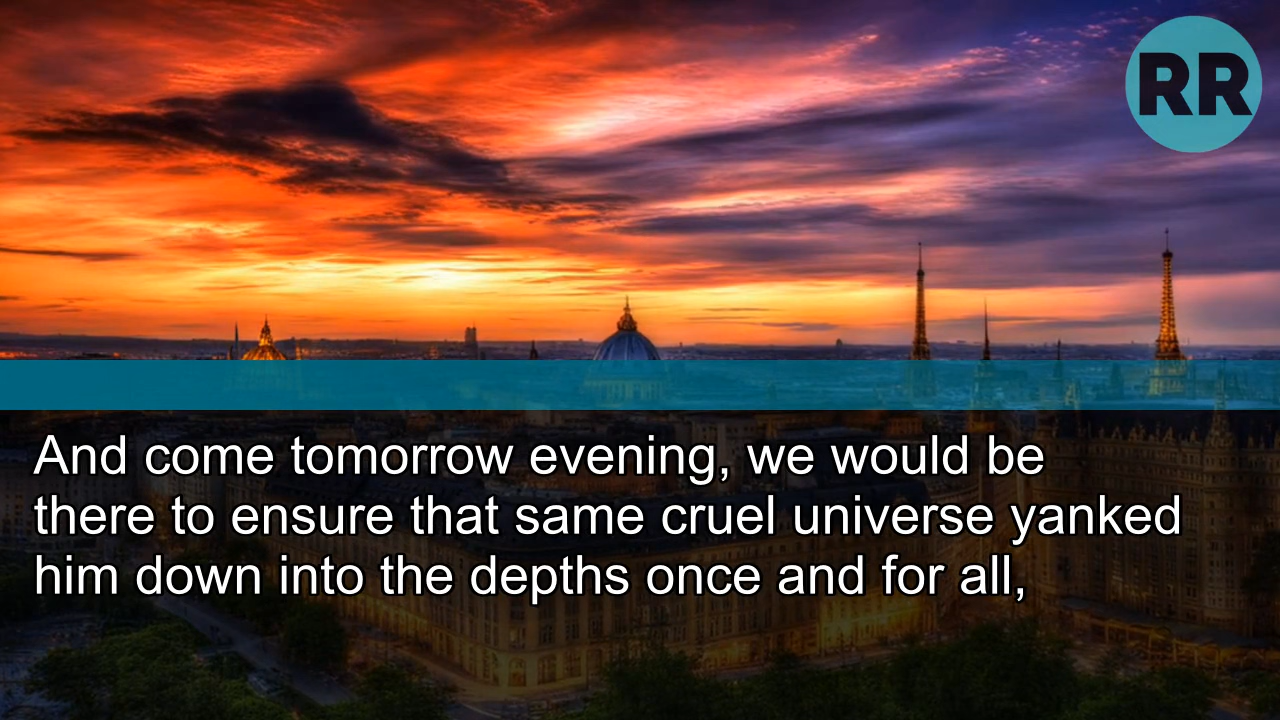 RR
And come tomorrow evening, we would be
there to ensure that same cruel universe yanked
him down into the depths once and for all,